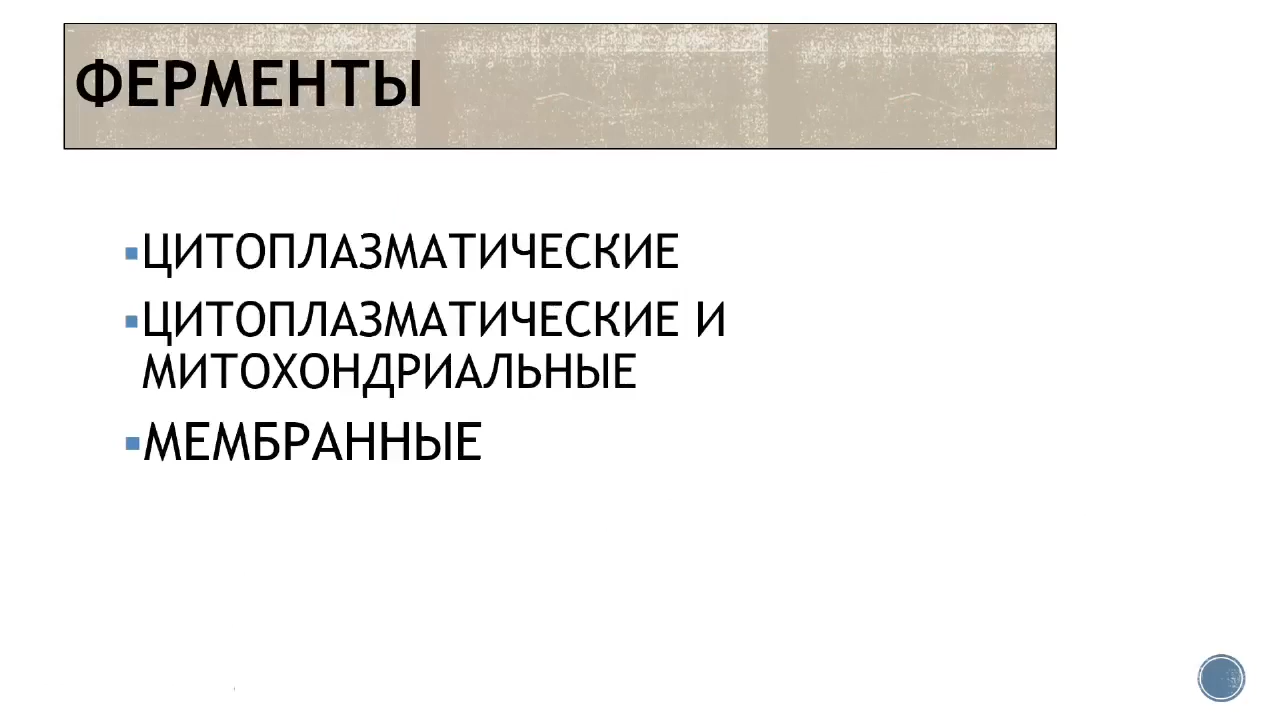 ФЕРМЕНТЫ
▪ЦИТОПЛАЗМАТИЧЕСКИЕ
▪ЦИТОПЛАЗМАТИЧЕСКИЕ И
МИТОХОНДРИАЛЬНЫЕ
▪МЕМБРАННЫЕ